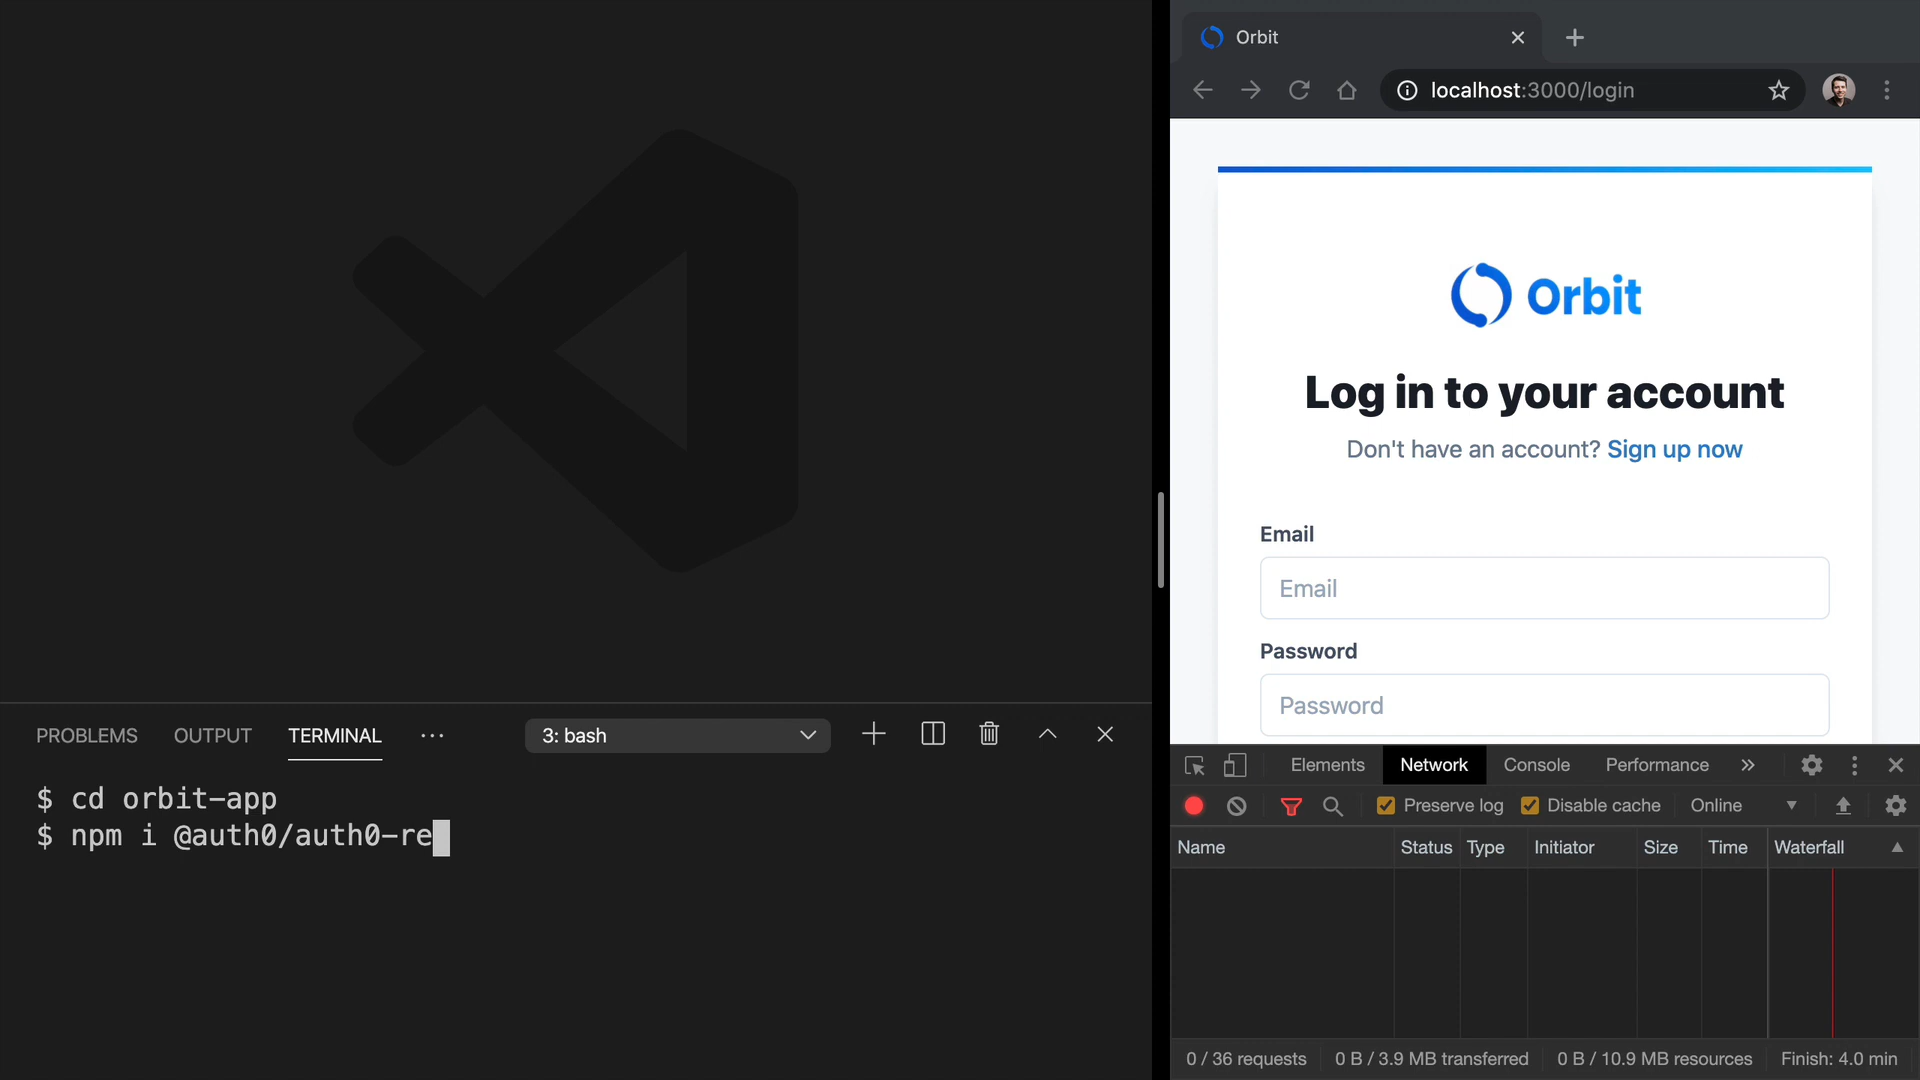 PROBLEMS OUTPUT TERMINAL ··· 3: bash
$ cd orbit-app
$ npm i @auth0/auth0-re
Orbit
localhost:3000/login
Orbit
Log in to your account
Don't have an account? Sign up now
Email
Email
Password
Password
Elements Network Console Performance »
Preserve log Disable cache Online
Name Status Type Initiator Size Time Waterfall
0 / 36 requests 0 B / 3.9 MB transferred 0 B / 10.9 MB resources Finish: 4.0 min